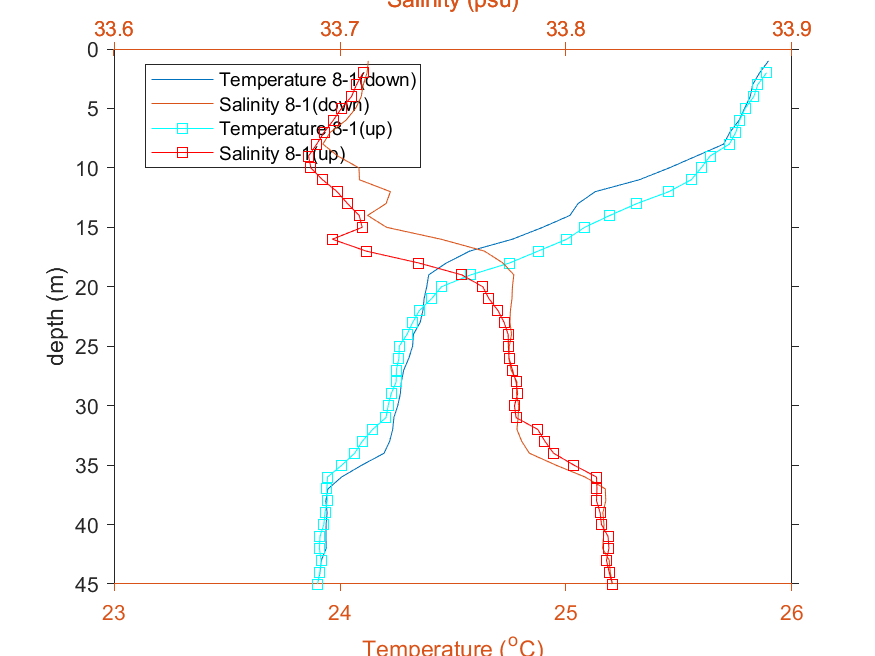 Salinity (psu)
33.6 33.7 33.8 33.9
0
Temperature 8-1(down)
Salinity 8-1(down)
Temperature 8-1(up)
Salinity 8-1(up)
5
10
15
20
25
30
35
40
45
depth (m)
23 24 25 26
Temperature (°C)